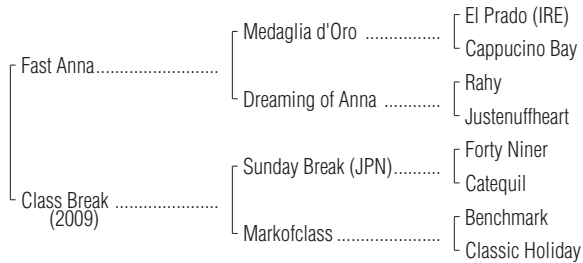 El Prado (IRE)
Medaglia d'Oro ..................
Cappucino Bay
Fast Anna.............................
Rahy
Dreaming of Anna .............
Justenuffheart
Forty Niner
Sunday Break (JPN)...........
Catequil
Class Break ........................
(2009)
Benchmark
Markofclass ........................
Classic Holiday